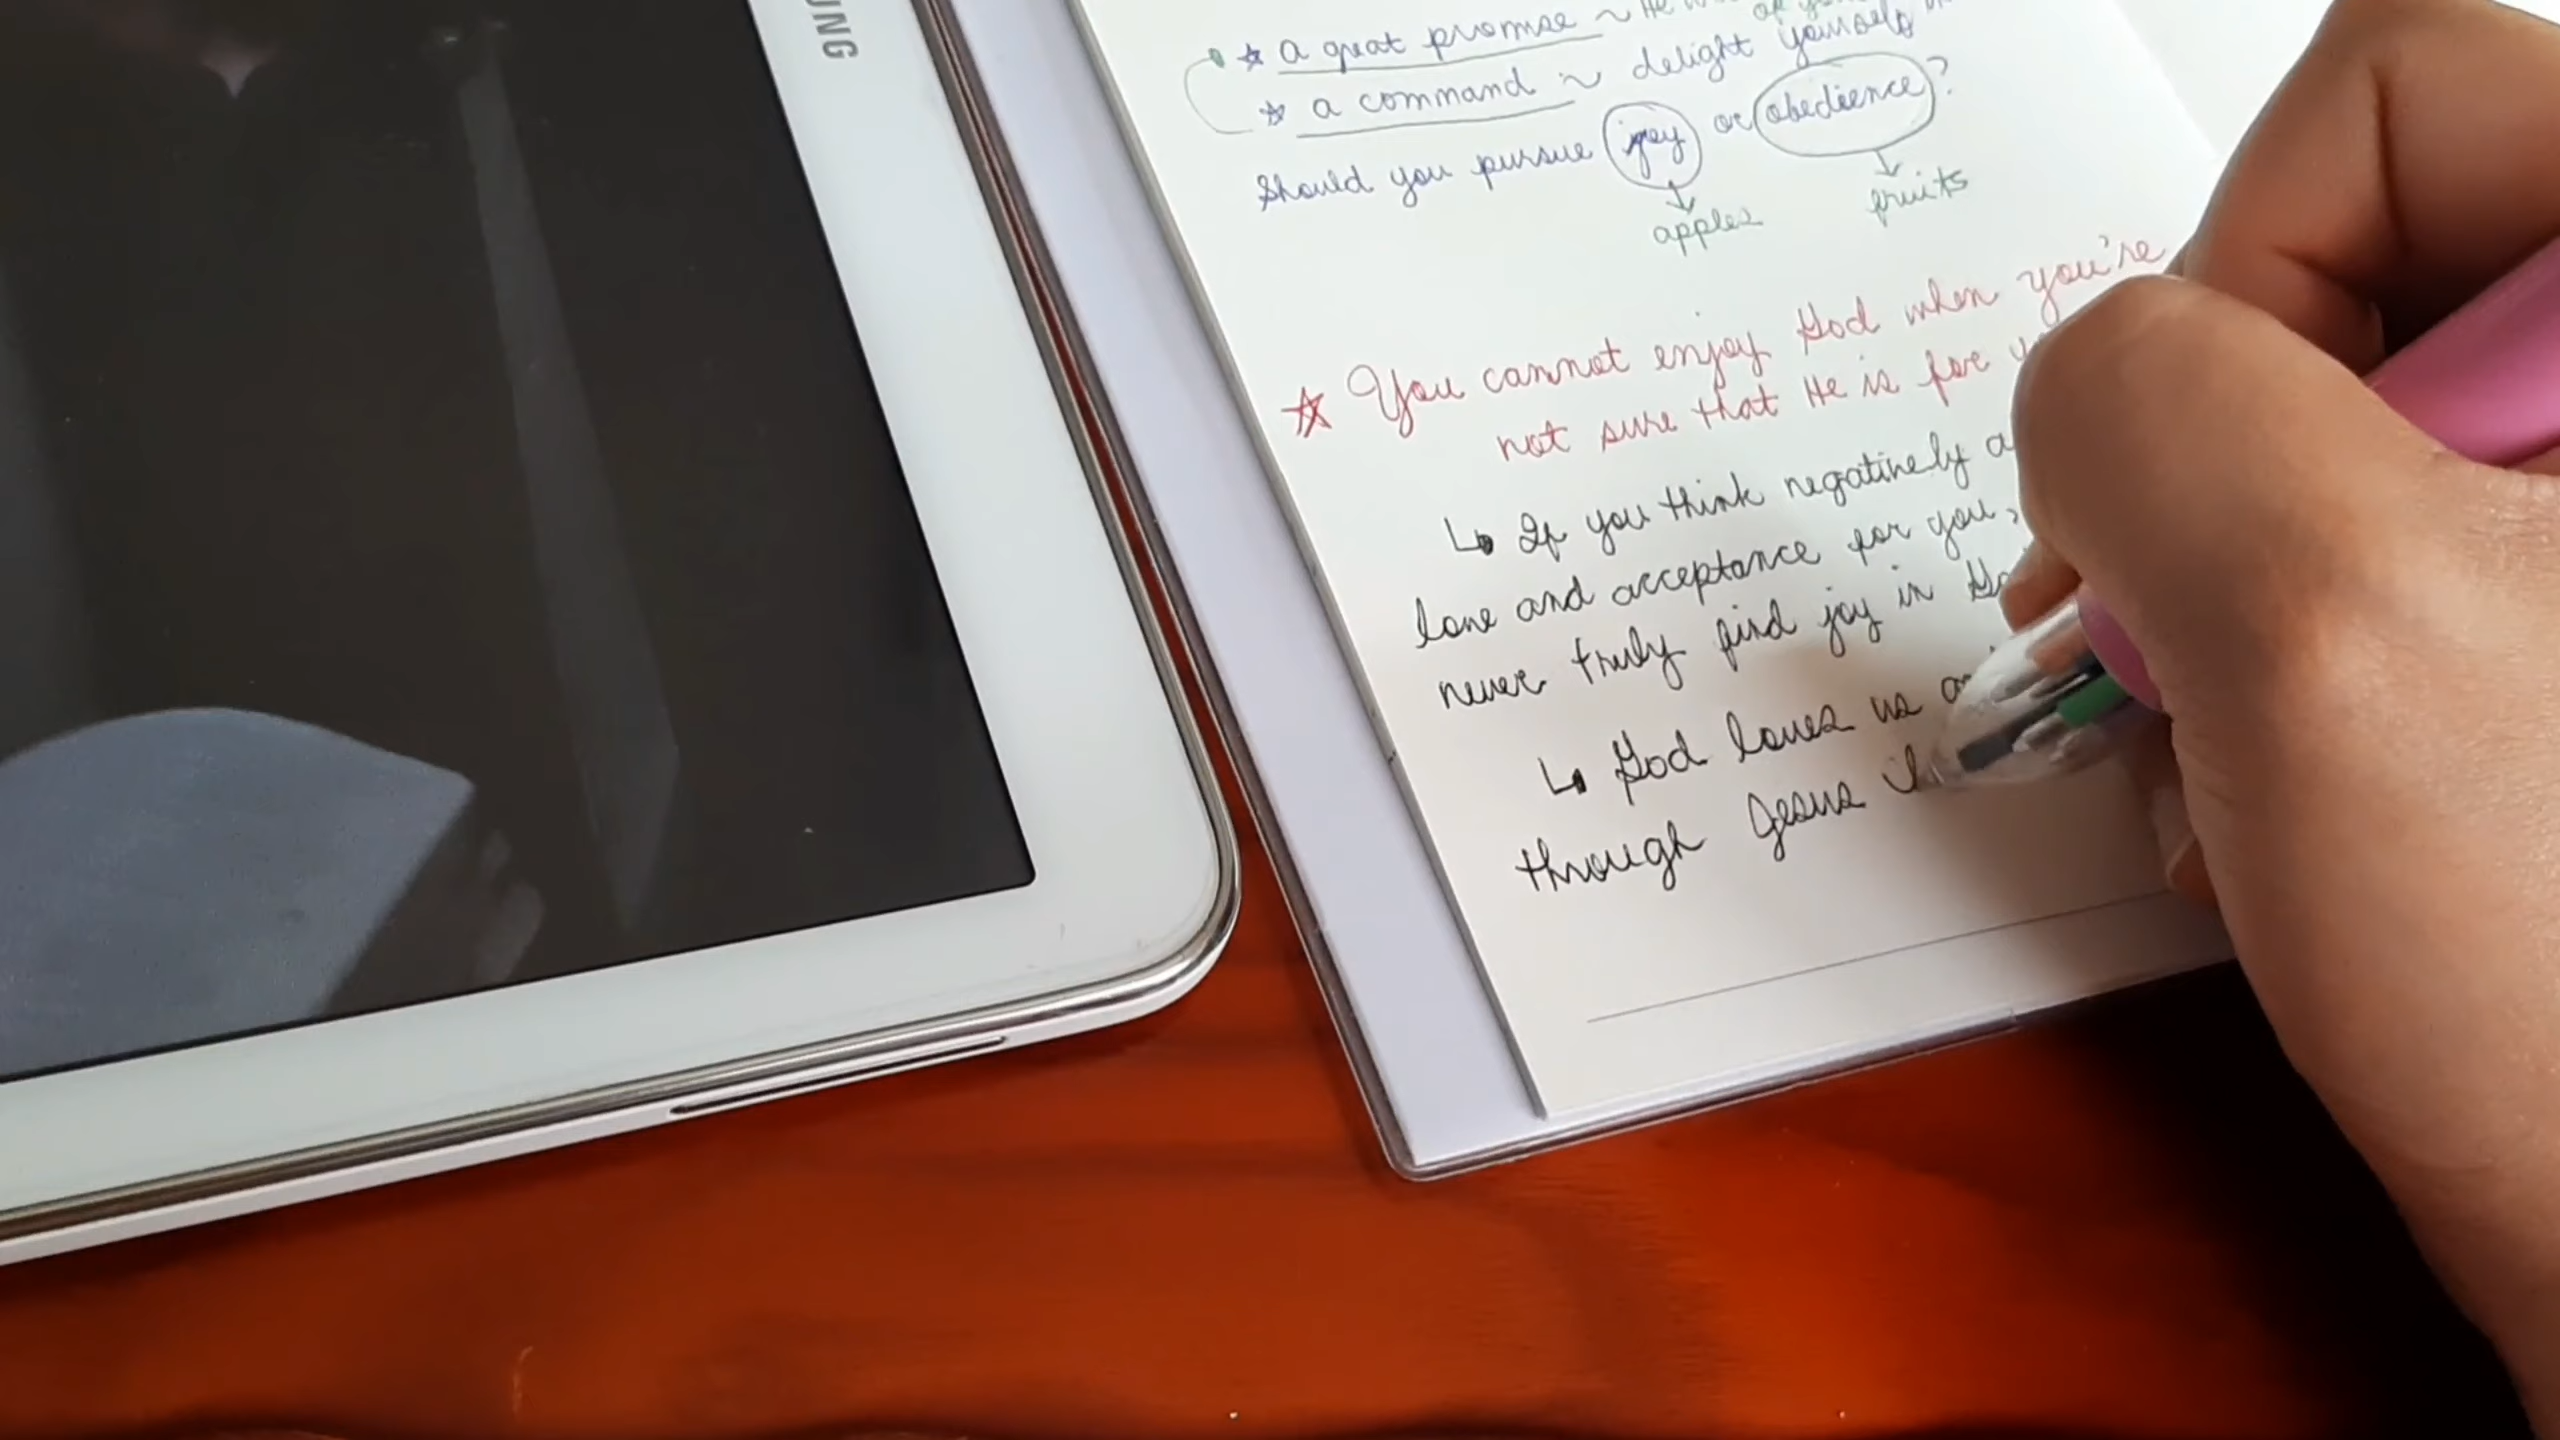 UNG
☆ a great promise ~ He
☆ a command ~ delight yourself
Should you pursue joy or obedience?
apples
fruits
☆ You cannot enjoy God when you're
not sure that He is for
↳ If you think negatively
love and acceptance for you,
never truly find joy in
↳ God loves us
through Jesus